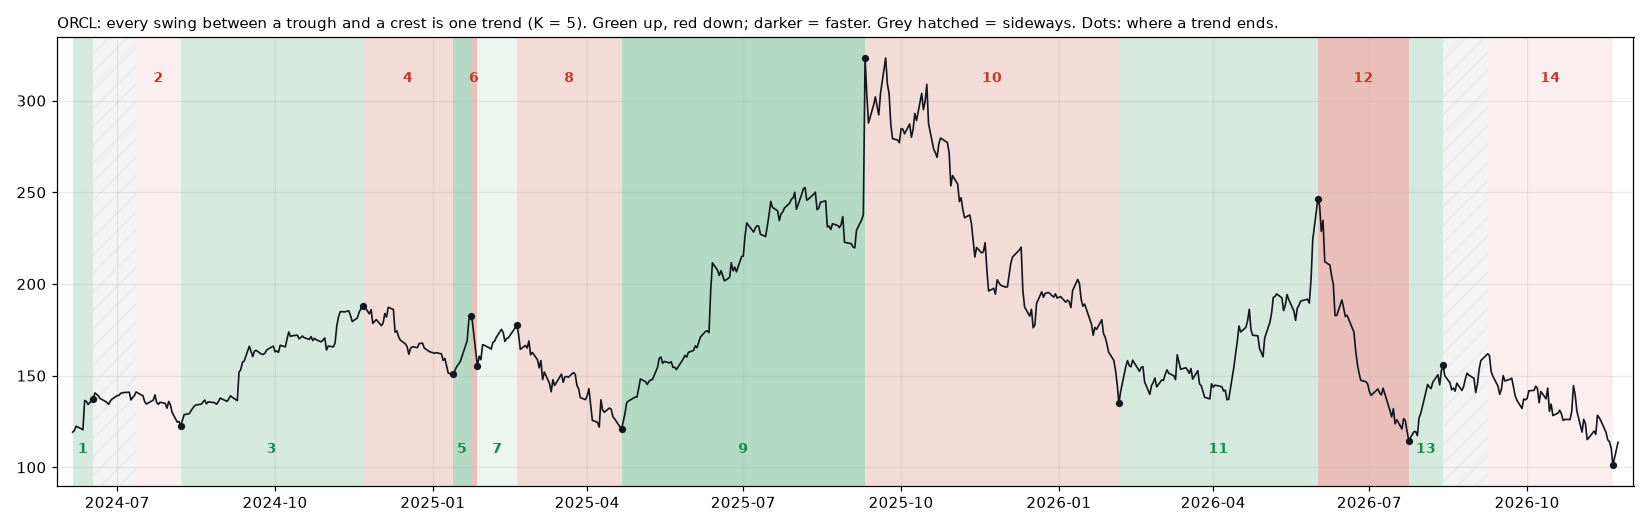 ORCL: every swing between a trough and a crest is one trend (K = 5). Green up, red down; darker = faster. Grey hatched = sideways. Dots: where a trend ends.
300
250
200
150
100
2 4 6 8 10 12 14
1 3 5 7 9 11 13
2024-07 2024-10 2025-01 2025-04 2025-07 2025-10 2026-01 2026-04 2026-07 2026-10